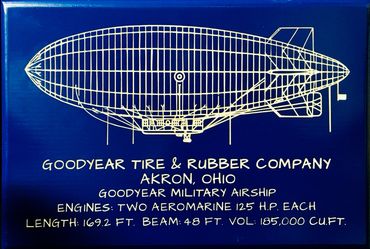 GOODYEAR TIRE & RUBBER COMPANY
AKRON, OHIO
GOODYEAR MILITARY AIRSHIP
ENGINES: TWO AEROMARINE 125 H.P. EACH
LENGTH: 169.2 FT. BEAM: 48 FT. VOL: 185,000 CU.FT.